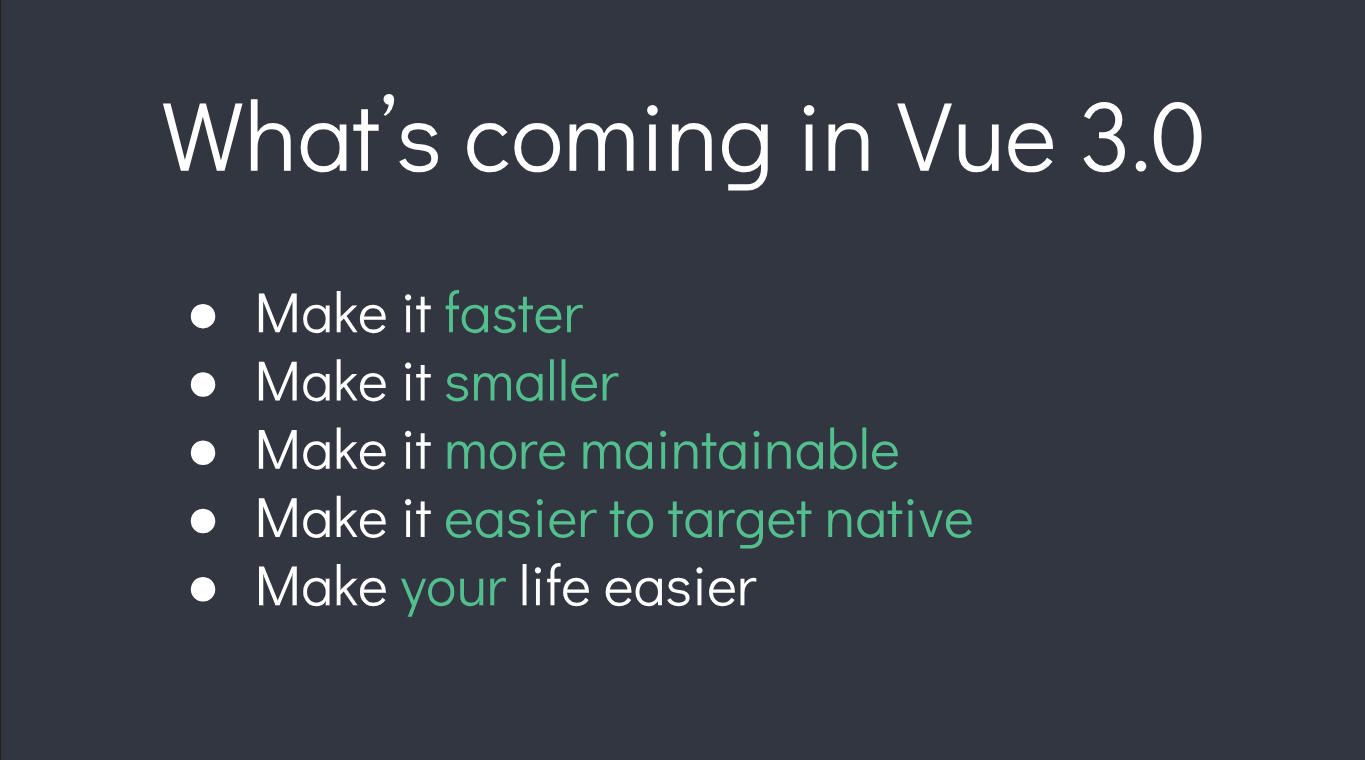 What’s coming in Vue 3.0
● Make it faster
● Make it smaller
● Make it more maintainable
● Make it easier to target native
● Make your life easier